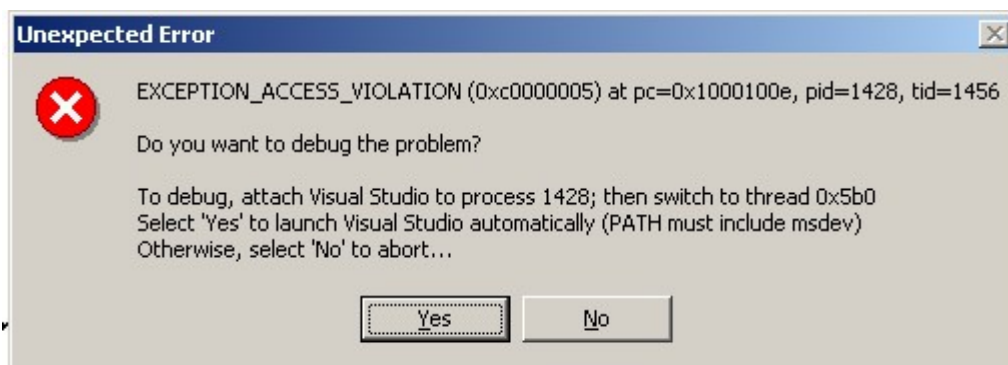 Unexpected Error
EXCEPTION_ACCESS_VIOLATION (0xc0000005) at pc=0x1000100e, pid=1428, tid=1456
Do you want to debug the problem?
To debug, attach Visual Studio to process 1428; then switch to thread 0x5b0
Select 'Yes' to launch Visual Studio automatically (PATH must include msdev)
Otherwise, select 'No' to abort...
Yes No